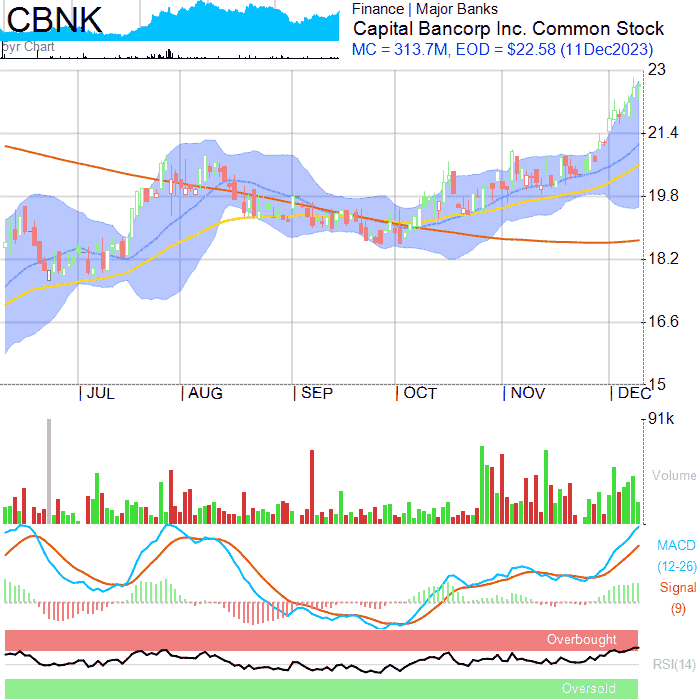 CBNK
5yr Chart
Finance | Major Banks
Capital Bancorp Inc. Common Stock
MC = 313.7M, EOD = $22.58 (11Dec2023)
23
21.4
19.8
18.2
16.6
15
| JUL | AUG | SEP | OCT | NOV | DEC
91k
Volume
MACD
(12-26)
Signal
(9)
Overbought
RSI(14)
Oversold